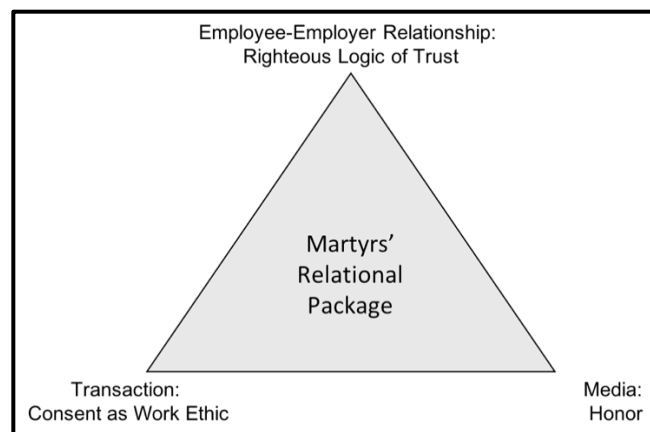 Employee-Employer Relationship:
Righteous Logic of Trust
Martyrs’
Relational
Package
Transaction:
Consent as Work Ethic
Media:
Honor